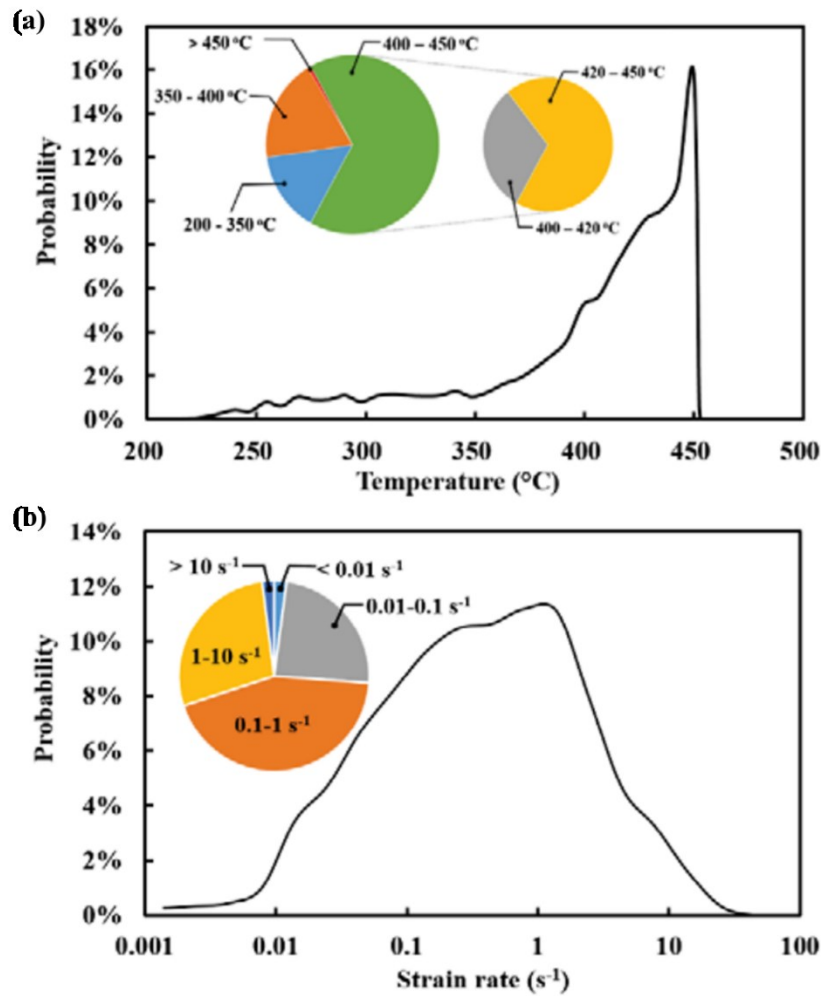 (a)
18%
16%
14%
12%
10%
8%
6%
4%
2%
0%
Probability
> 450 °C
400 – 450 °C
350 - 400 °C
200 - 350 °C
420 – 450 °C
400 – 420 °C
200 250 300 350 400 450 500
Temperature (°C)
(b)
14%
12%
10%
8%
6%
4%
2%
0%
Probability
> 10 s⁻¹
< 0.01 s⁻¹
0.01-0.1 s⁻¹
1-10 s⁻¹
0.1-1 s⁻¹
0.001 0.01 0.1 1 10 100
Strain rate (s⁻¹)